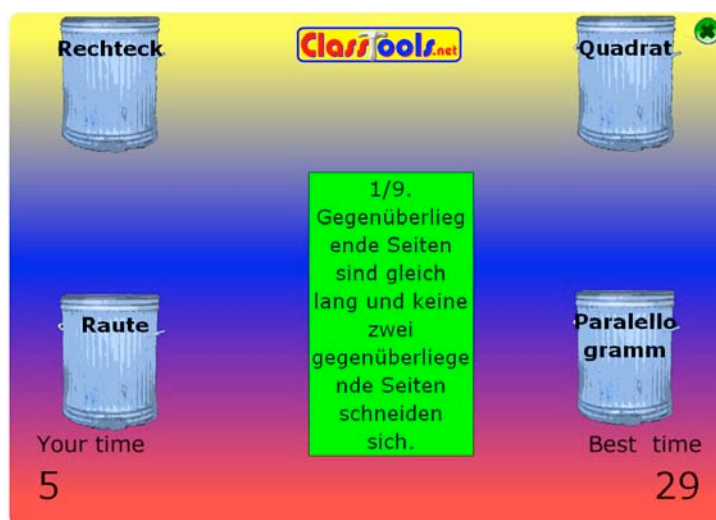 Rechteck
ClassTools.net
Quadrat
1/9.
Gegenüberlieg
ende Seiten
sind gleich
lang und keine
zwei
gegenüberliege
nde Seiten
schneiden
sich.
Raute
Paralello
gramm
Your time
5
Best time
29